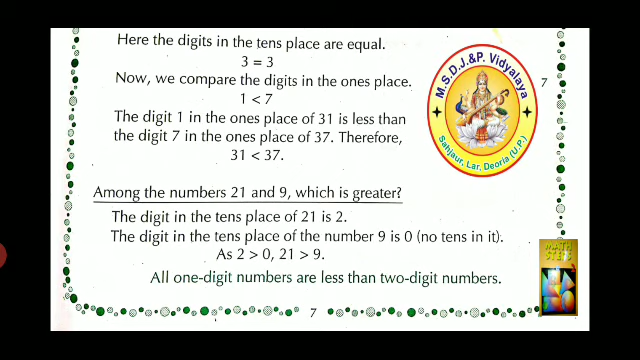 Here the digits in the tens place are equal.
3 = 3
Now, we compare the digits in the ones place.
1 < 7
The digit 1 in the ones place of 31 is less than
the digit 7 in the ones place of 37. Therefore,
31 < 37.
Among the numbers 21 and 9, which is greater?
The digit in the tens place of 21 is 2.
The digit in the tens place of the number 9 is 0 (no tens in it).
As 2 > 0, 21 > 9.
All one-digit numbers are less than two-digit numbers.
7
M.S.D.J.&P. Vidyalaya
Sahjaur, Lar, Deoria (U.P.)
7
MATH
STEPS